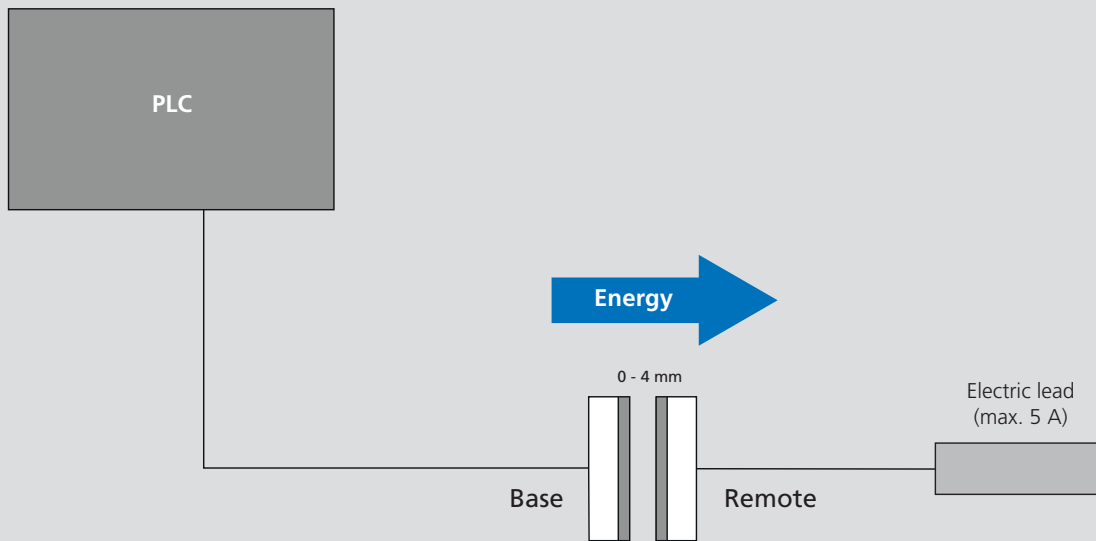 PLC
Energy
0 - 4 mm
Electric lead
(max. 5 A)
Base
Remote